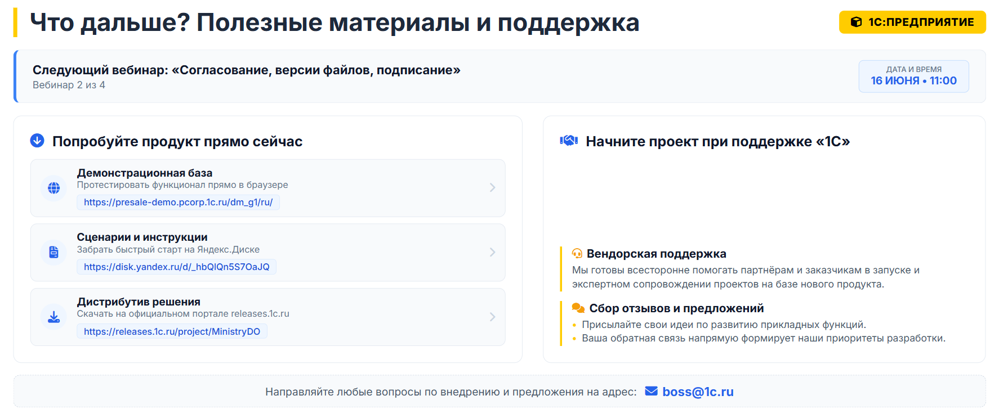 Что дальше? Полезные материалы и поддержка
1С:ПРЕДПРИЯТИЕ
Следующий вебинар: «Согласование, версии файлов, подписание»
Вебинар 2 из 4
ДАТА И ВРЕМЯ
16 ИЮНЯ • 11:00
Попробуйте продукт прямо сейчас
Демонстрационная база
Протестировать функционал прямо в браузере
https://presale-demo.pcorp.1c.ru/dm_g1/ru/
Сценарии и инструкции
Забрать быстрый старт на Яндекс.Диске
https://disk.yandex.ru/d/_hbQlQn5S7OaJQ
Дистрибутив решения
Скачать на официальном портале releases.1c.ru
https://releases.1c.ru/project/MinistryDO
Начните проект при поддержке «1С»
Вендорская поддержка
Мы готовы всесторонне помогать партнёрам и заказчикам в запуске и
экспертном сопровождении проектов на базе нового продукта.
Сбор отзывов и предложений
• Присылайте свои идеи по развитию прикладных функций.
• Ваша обратная связь напрямую формирует наши приоритеты разработки.
Направляйте любые вопросы по внедрению и предложения на адрес: boss@1c.ru